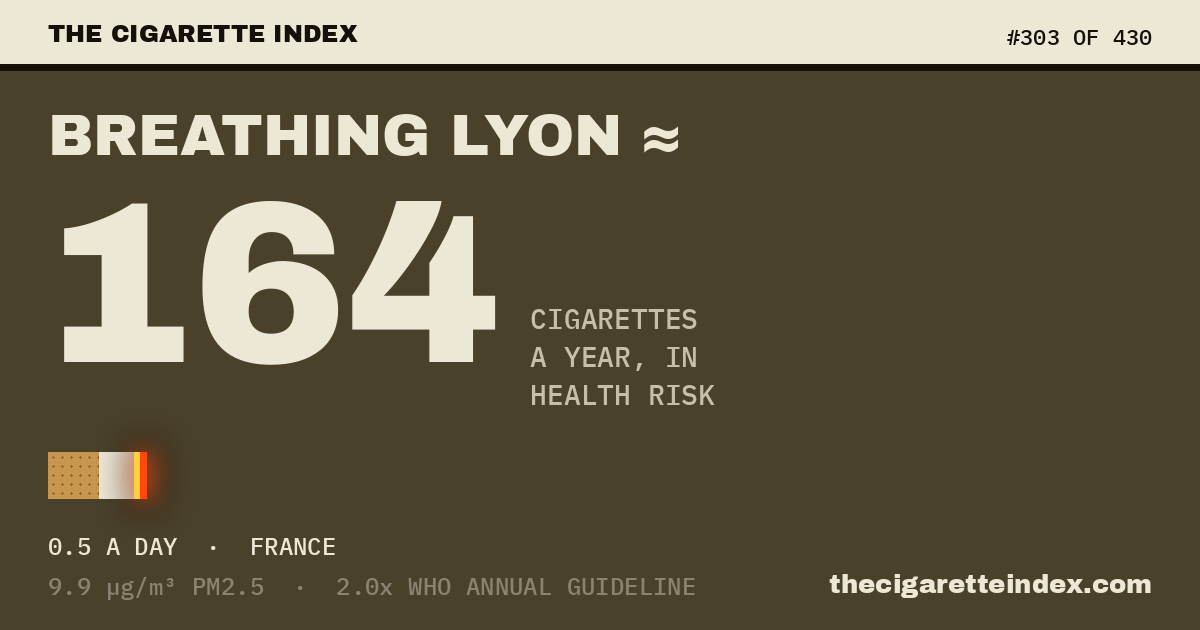 THE CIGARETTE INDEX
#303 OF 430
BREATHING LYON ≈
164
CIGARETTES
A YEAR, IN
HEALTH RISK
0.5 A DAY · FRANCE
9.9 µg/m³ PM2.5 · 2.0x WHO ANNUAL GUIDELINE
thecigaretteindex.com